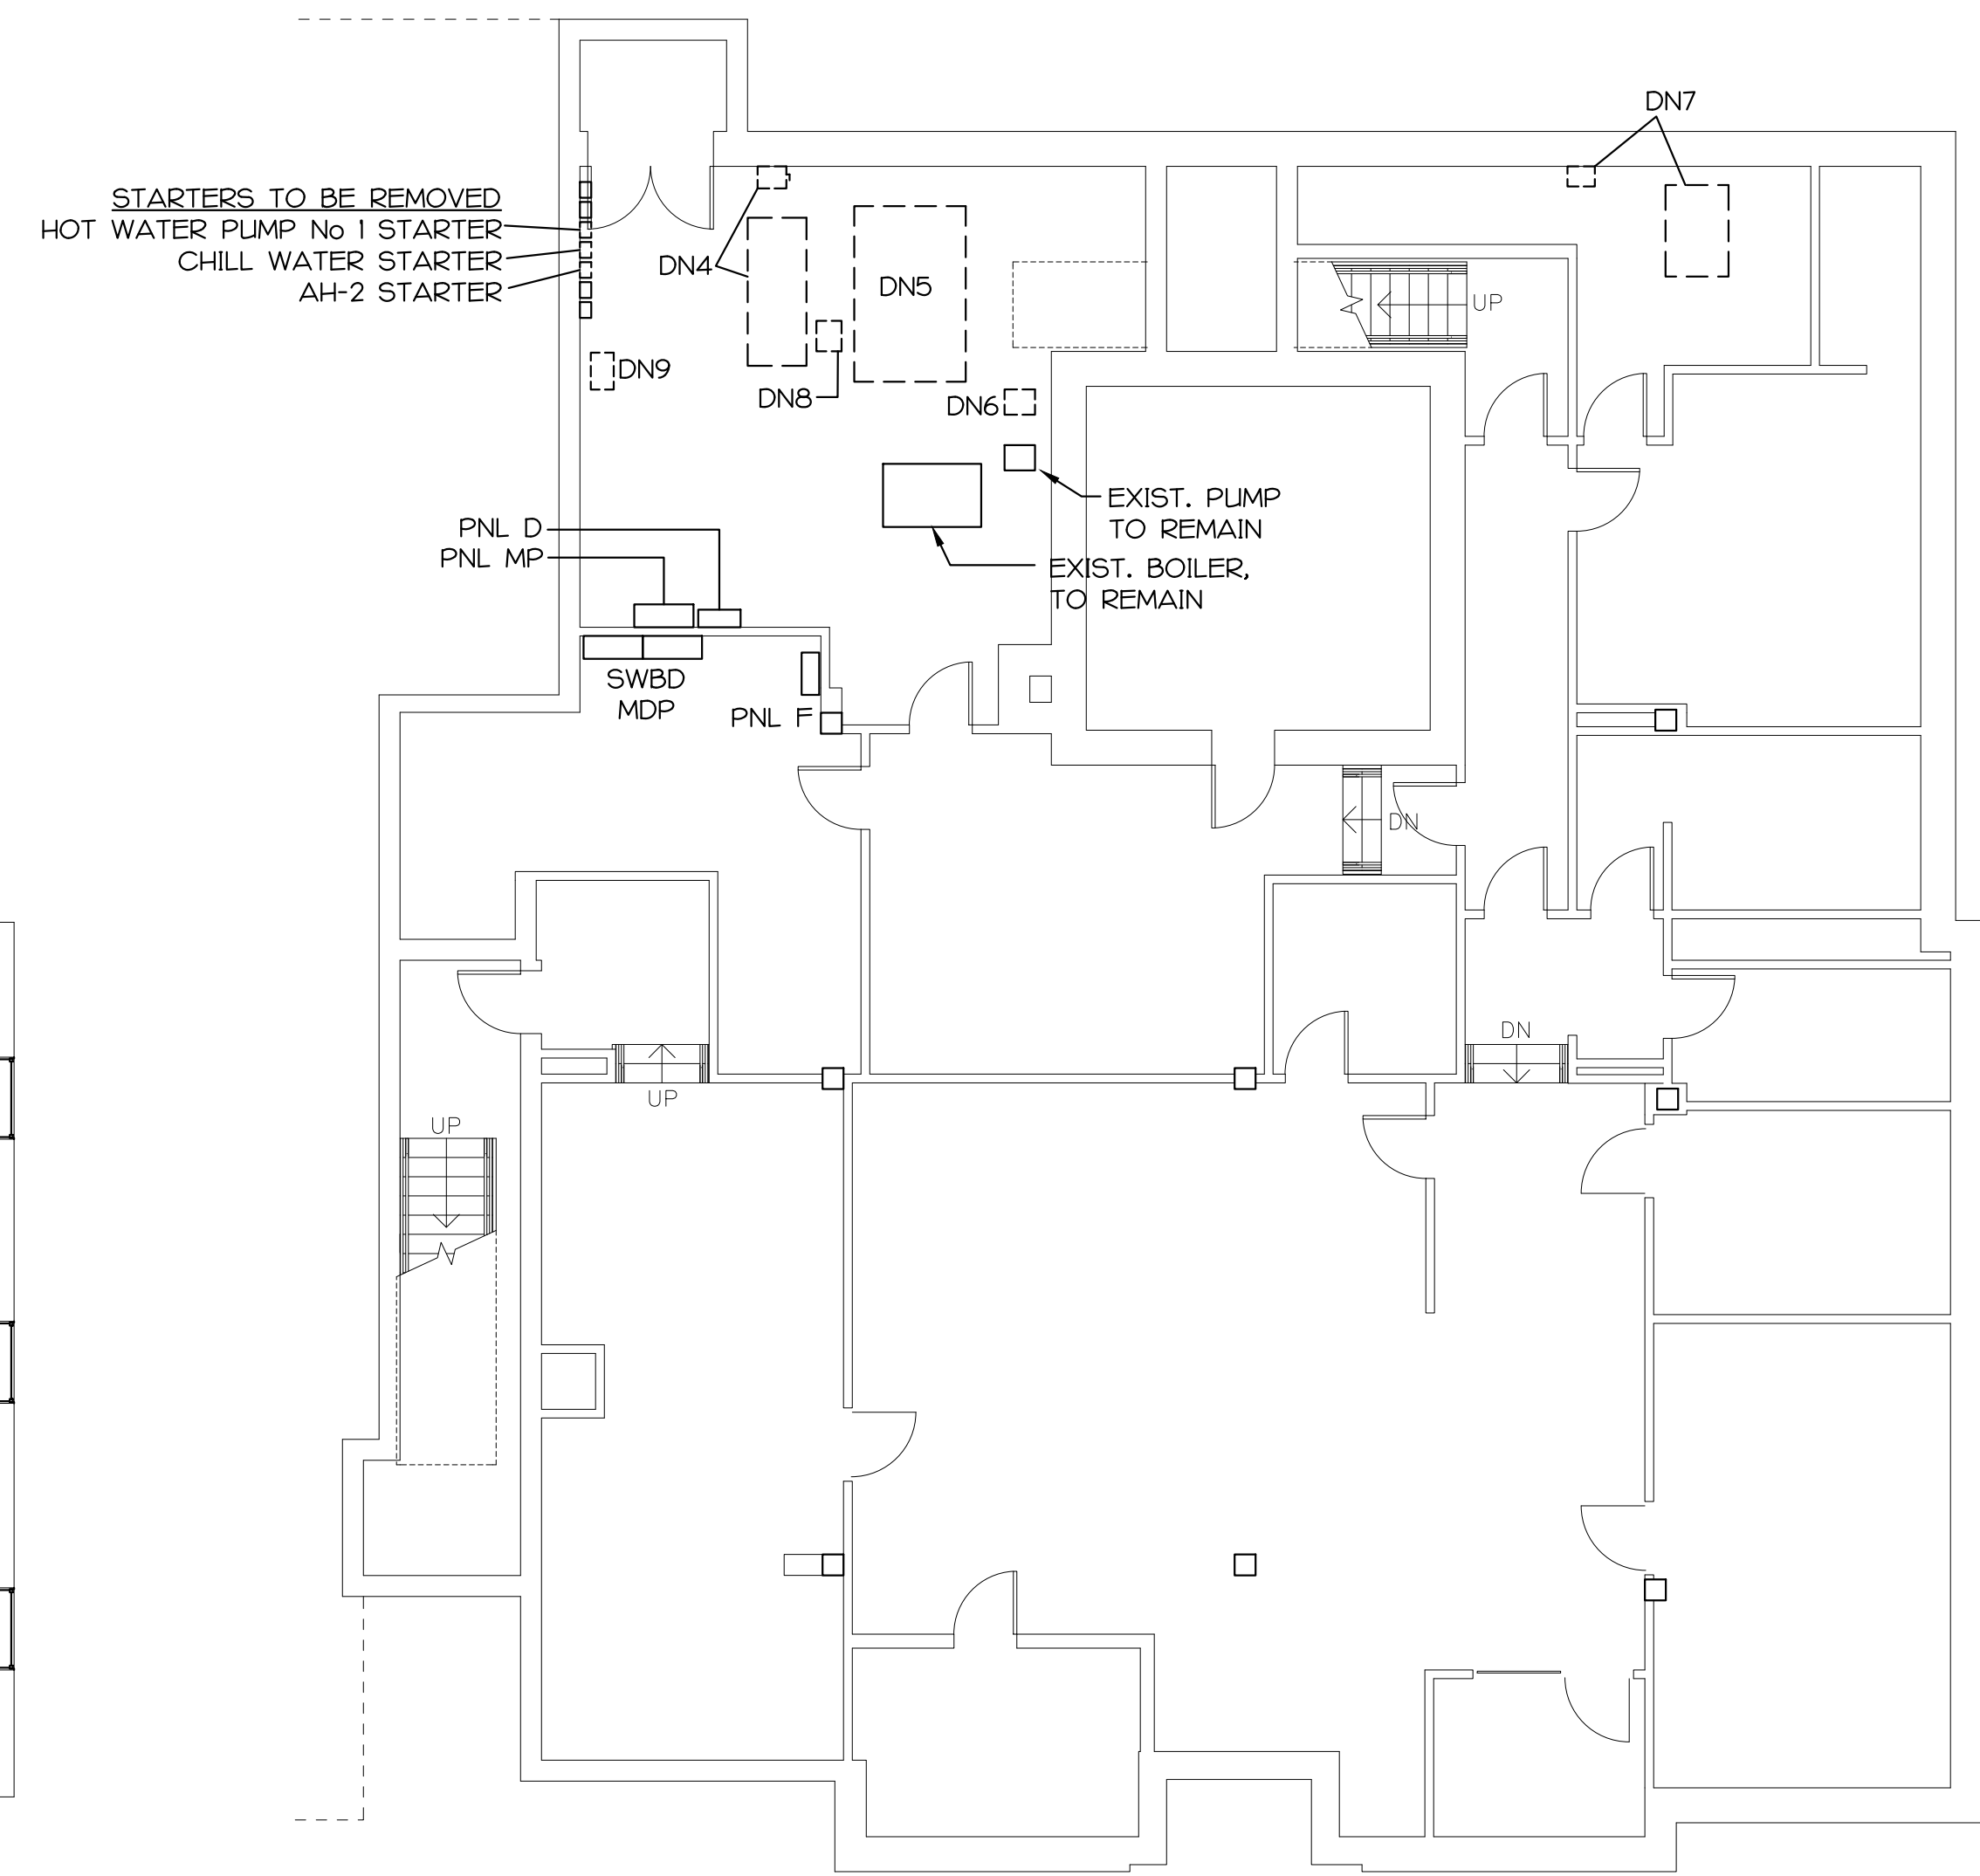 DN7
STARTERS TO BE REMOVED
HOT WATER PUMP No 1 STARTER
CHILL WATER STARTER
AH-2 STARTER
DN4
DN5
UP
DN9
DN8
DN6
EXIST. PUMP
TO REMAIN
PNL D
PNL MP
EXIST. BOILER,
TO REMAIN
SWBD
MDP
PNL F
DN
DN
UP
UP